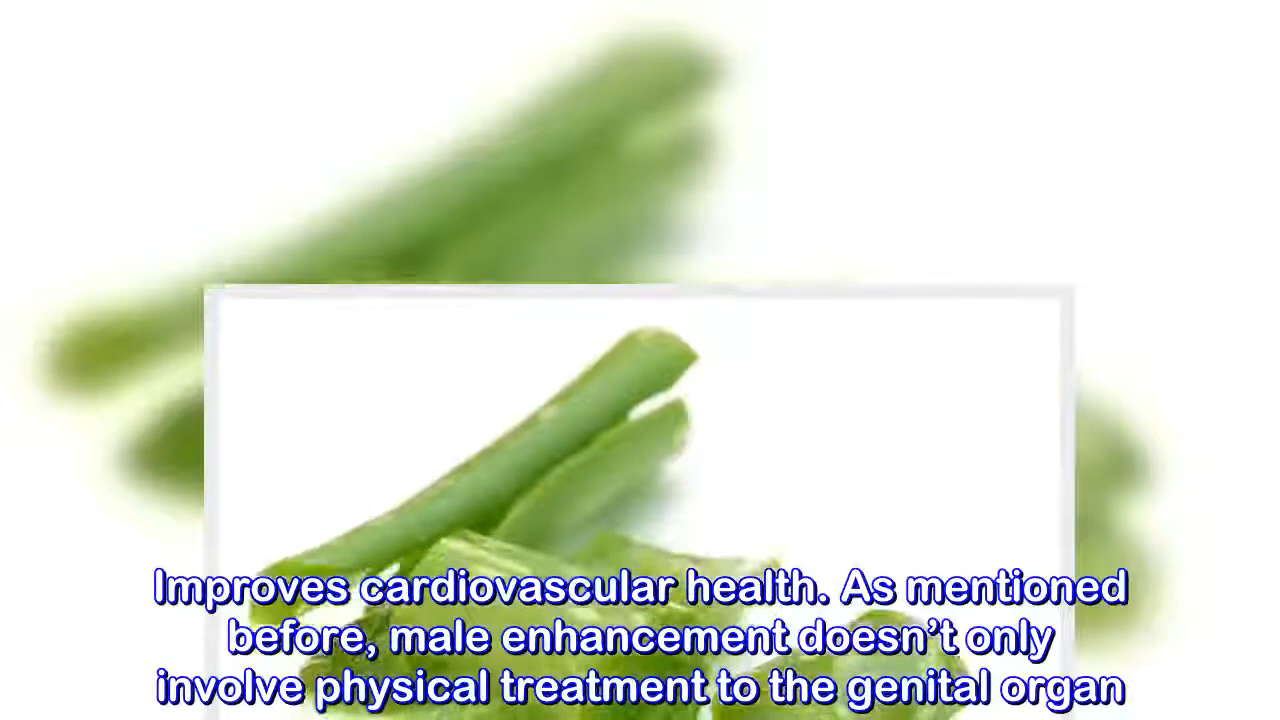 Improves cardiovascular health. As mentioned
before, male enhancement doesn’t only
involve physical treatment to the genital organ